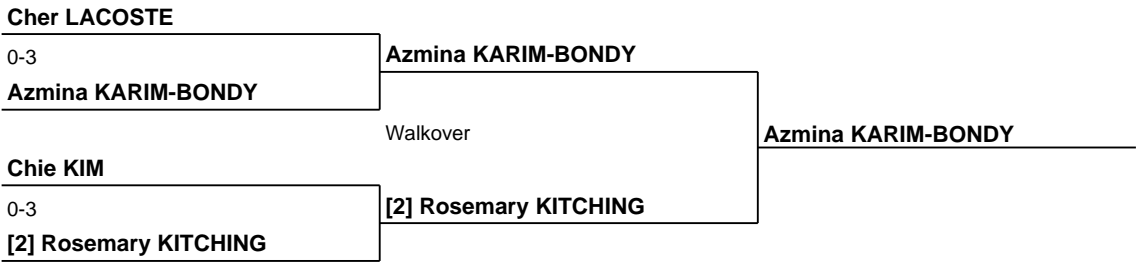 Cher LACOSTE
0-3
Azmina KARIM-BONDY
Azmina KARIM-BONDY
Walkover
Azmina KARIM-BONDY
Chie KIM
0-3
[2] Rosemary KITCHING
[2] Rosemary KITCHING